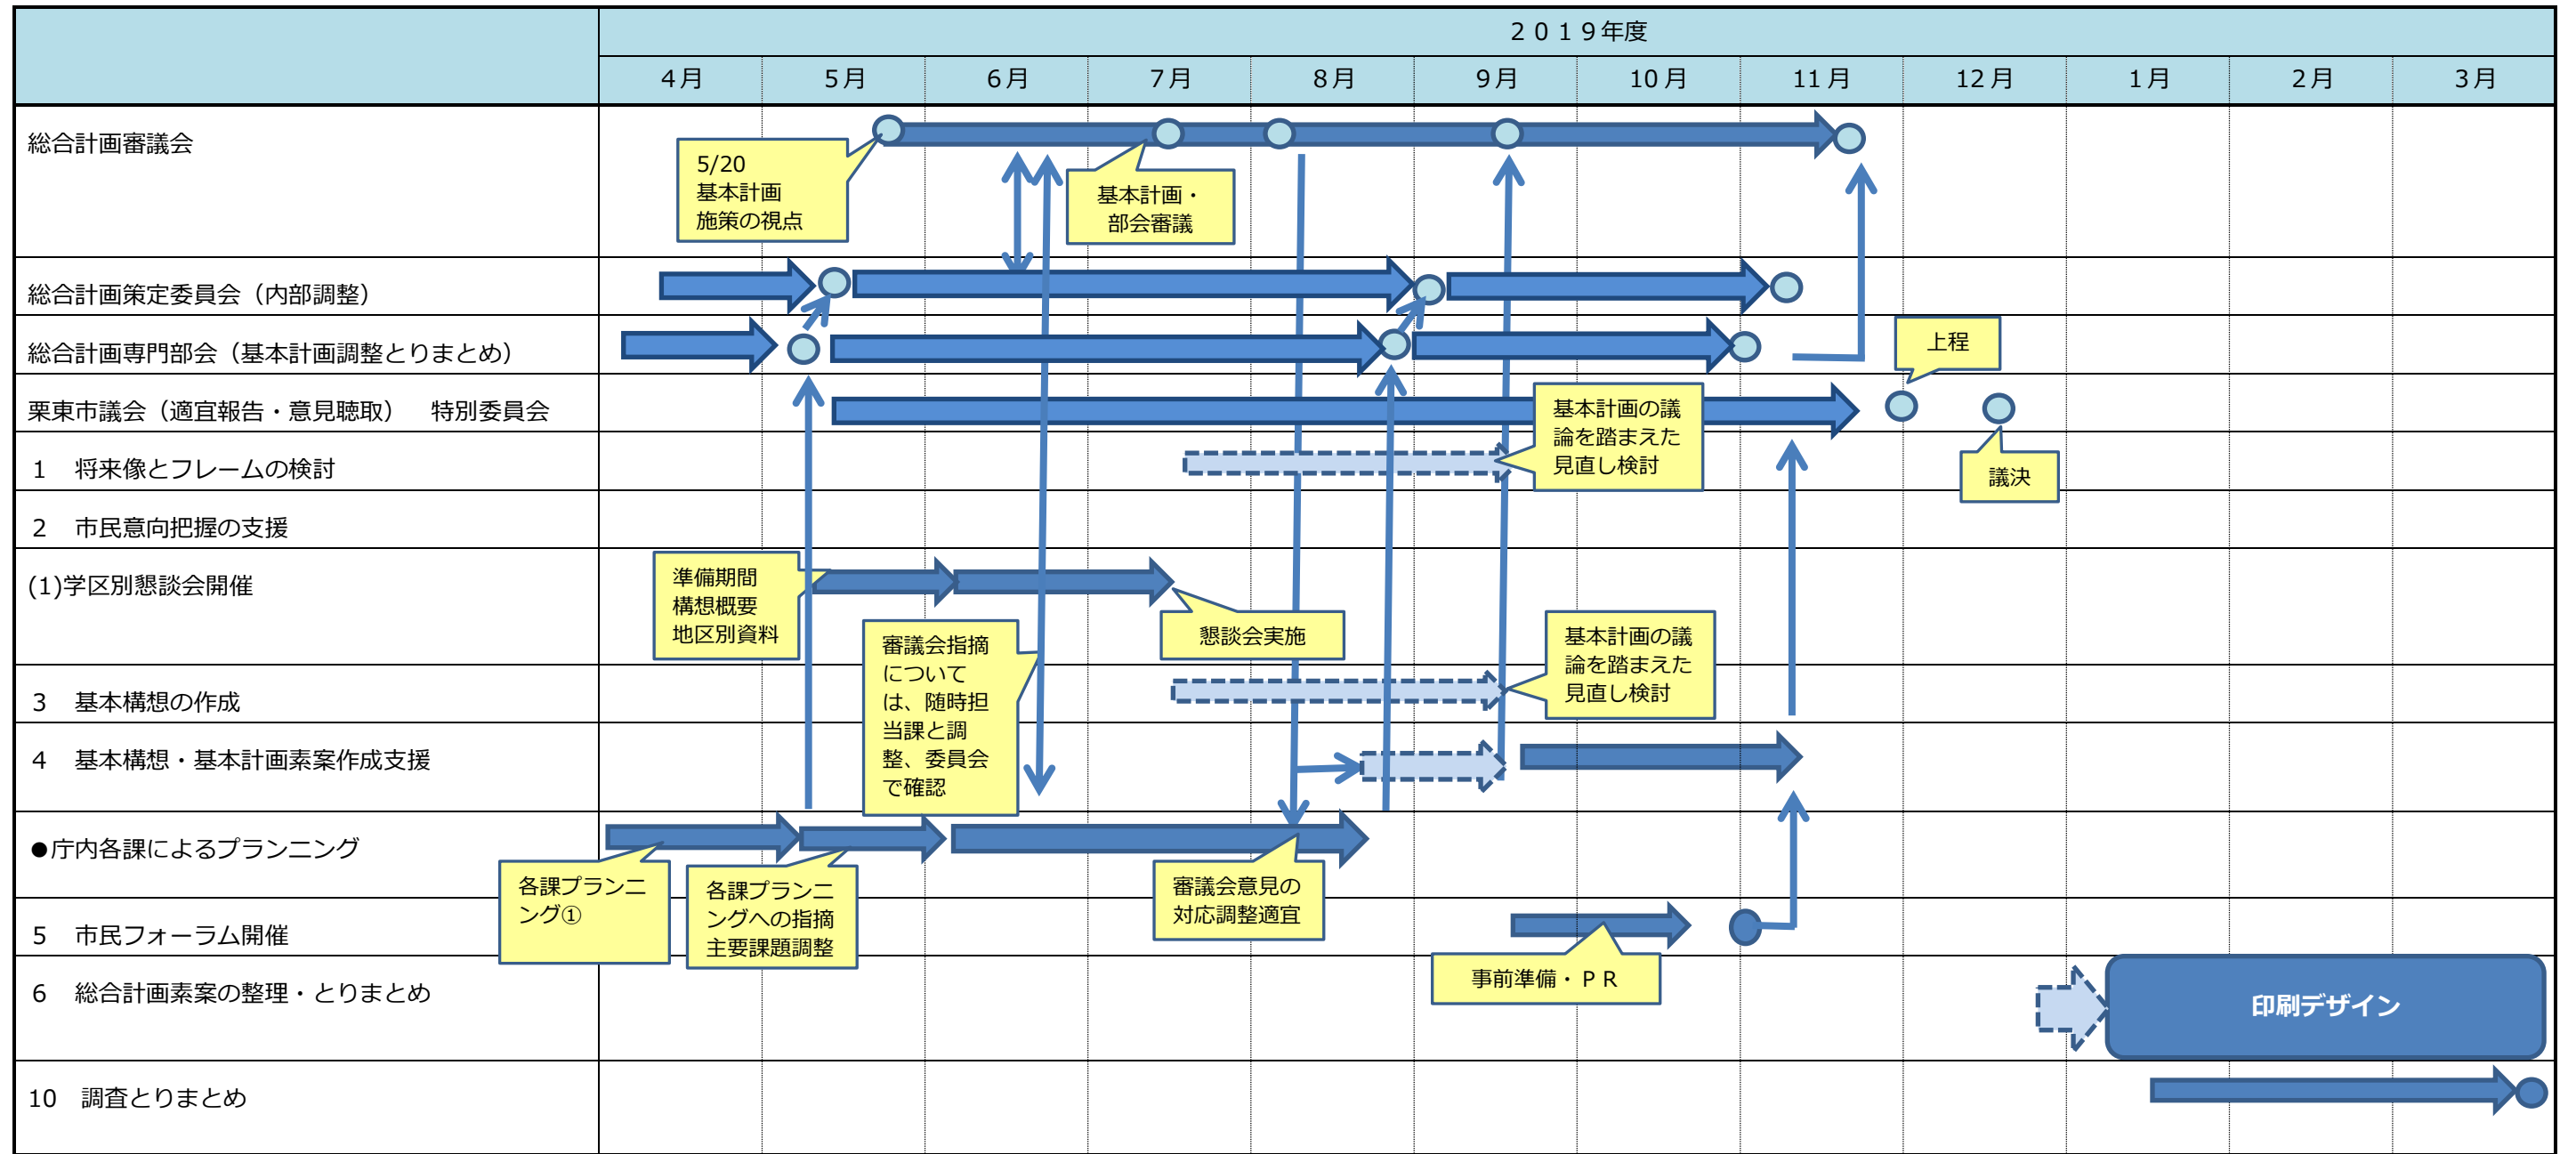 ２０１９年度
4月
5月
6月
7月
8月
9月
10月
11月
12月
1月
2月
3月
総合計画審議会
5/20
基本計画
施策の視点
基本計画・
部会審議
総合計画策定委員会（内部調整）
総合計画専門部会（基本計画調整とりまとめ）
上程
栗東市議会（適宜報告・意見聴取）　特別委員会
基本計画の議
論を踏まえた
見直し検討
議決
1　将来像とフレームの検討
2　市民意向把握の支援
(1)学区別懇談会開催
準備期間
構想概要
地区別資料
審議会指摘
について
は、随時担
当課と調
整、委員会
で確認
懇談会実施
基本計画の議
論を踏まえた
見直し検討
3　基本構想の作成
4　基本構想・基本計画素案作成支援
●庁内各課によるプランニング
各課プランニ
ング①
各課プランニ
ングへの指摘
主要課題調整
審議会意見の
対応調整適宜
5　市民フォーラム開催
事前準備・ＰＲ
6　総合計画素案の整理・とりまとめ
印刷デザイン
10　調査とりまとめ